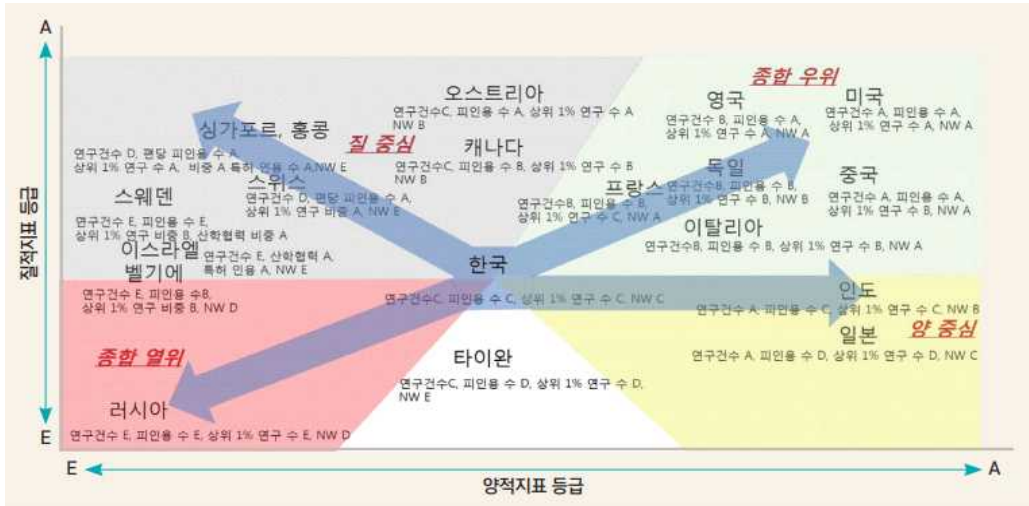 A
질적지표 등급
E
종합 우위
오스트리아
연구건수C, 피인용 수 A, 상위 1% 연구 수 A
NW B
영국
연구건수 B, 피인용 수 A,
상위 1% 연구 수 A, NW A
미국
연구건수 A, 피인용 수 A,
상위 1% 연구 수 A, NW A
싱가포르, 홍콩
연구건수 D, 편당 피인용 수 A,
상위 1% 연구 수 A, 비중 A 특허 인용 수 A,NW E
질 중심
캐나다
연구건수C, 피인용 수 B, 상위 1% 연구 수 B
NW B
스웨덴
연구건수 E, 피인용 수 E,
상위 1% 연구 비중 B, 산학협력 비중 A
스위스
연구건수 D, 편당 피인용 수 A,
상위 1% 연구 비중 A, NW E
프랑스
연구건수B, 피인용 수 B,
상위 1% 연구 수 C, NW A
독일
연구건수B, 피인용 수 B,
상위 1% 연구 수 B, NW B
중국
연구건수 A, 피인용 수 A,
상위 1% 연구 수 B, NW A
이탈리아
연구건수B, 피인용 수 B, 상위 1% 연구 수 B, NW A
이스라엘
연구건수 E, 산학협력 A,
특허 인용 A, NW E
벨기에
연구건수 E, 피인용 수B,
상위 1% 연구 비중 B, NW D
한국
연구건수C, 피인용 수 C, 상위 1% 연구 수 C, NW C
인도
연구건수 A, 피인용 수 C, 상위 1% 연구 수 C, NW B
양 중심
일본
연구건수 A, 피인용 수 D, 상위 1% 연구 수 D, NW C
종합 열위
타이완
연구건수C, 피인용 수 D, 상위 1% 연구 수 D,
NW E
러시아
연구건수 E, 피인용 수 E, 상위 1% 연구 수 E, NW D
E
양적지표 등급
A